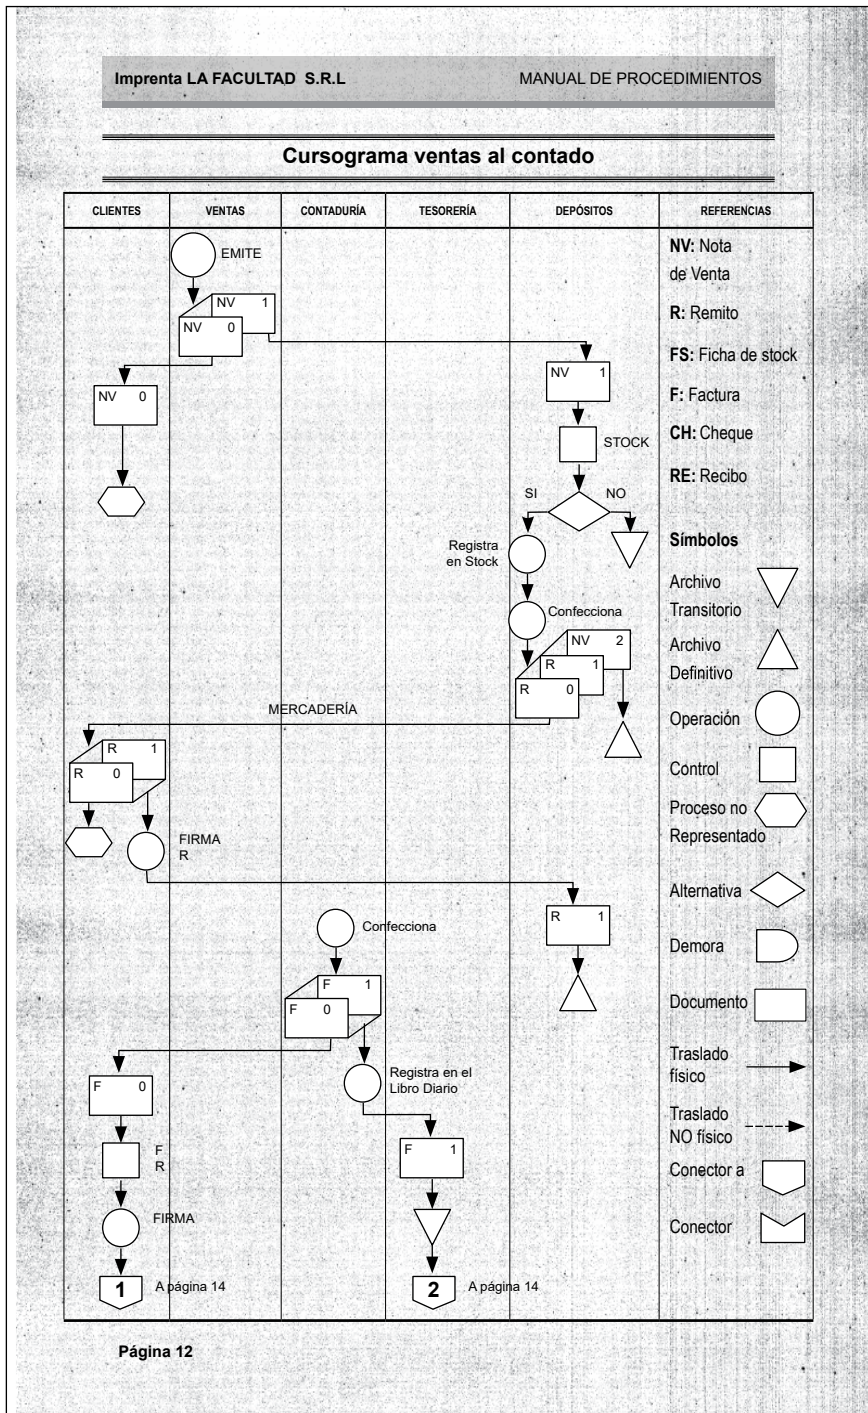 Imprenta LA FACULTAD S.R.L MANUAL DE PROCEDIMIENTOS
Cursograma ventas al contado
CLIENTES VENTAS CONTADURÍA TESORERÍA DEPÓSITOS REFERENCIAS
EMITE
NV 1
NV 0
NV 0
NV 1
STOCK
SI NO
Registra
en Stock
Confecciona
NV 2
R 1
R 0
MERCADERÍA
R 1
R 0
FIRMA
R
R 1
Confecciona
F 1
F 0
Registra en el
Libro Diario
F 0
F
R
FIRMA
1 A página 14
F 1
2 A página 14
NV: Nota
de Venta
R: Remito
FS: Ficha de stock
F: Factura
CH: Cheque
RE: Recibo
Símbolos
Archivo
Transitorio
Archivo
Definitivo
Operación
Control
Proceso no
Representado
Alternativa
Demora
Documento
Traslado
físico
Traslado
NO físico
Conector a
Conector
Página 12